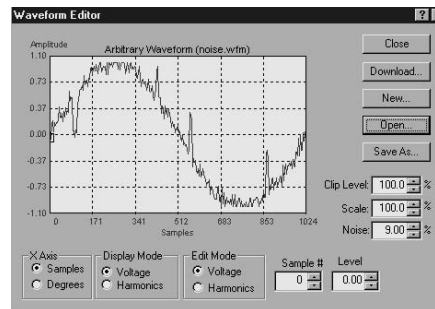 Waveform Editor
Amplitude
Arbitrary Waveform (noise.wfm)
1.10
0.73
0.37
0.00
-0.37
-0.73
-1.10
0 171 341 512 683 853 1024
Samples
Close
Download...
New...
Open...
Save As...
Clip Level: 100.0 %
Scale: 100.0 %
Noise: 9.00 %
X Axis
Samples
Degrees
Display Mode
Voltage
Harmonics
Edit Mode
Voltage
Harmonics
Sample # Level
0 0.00